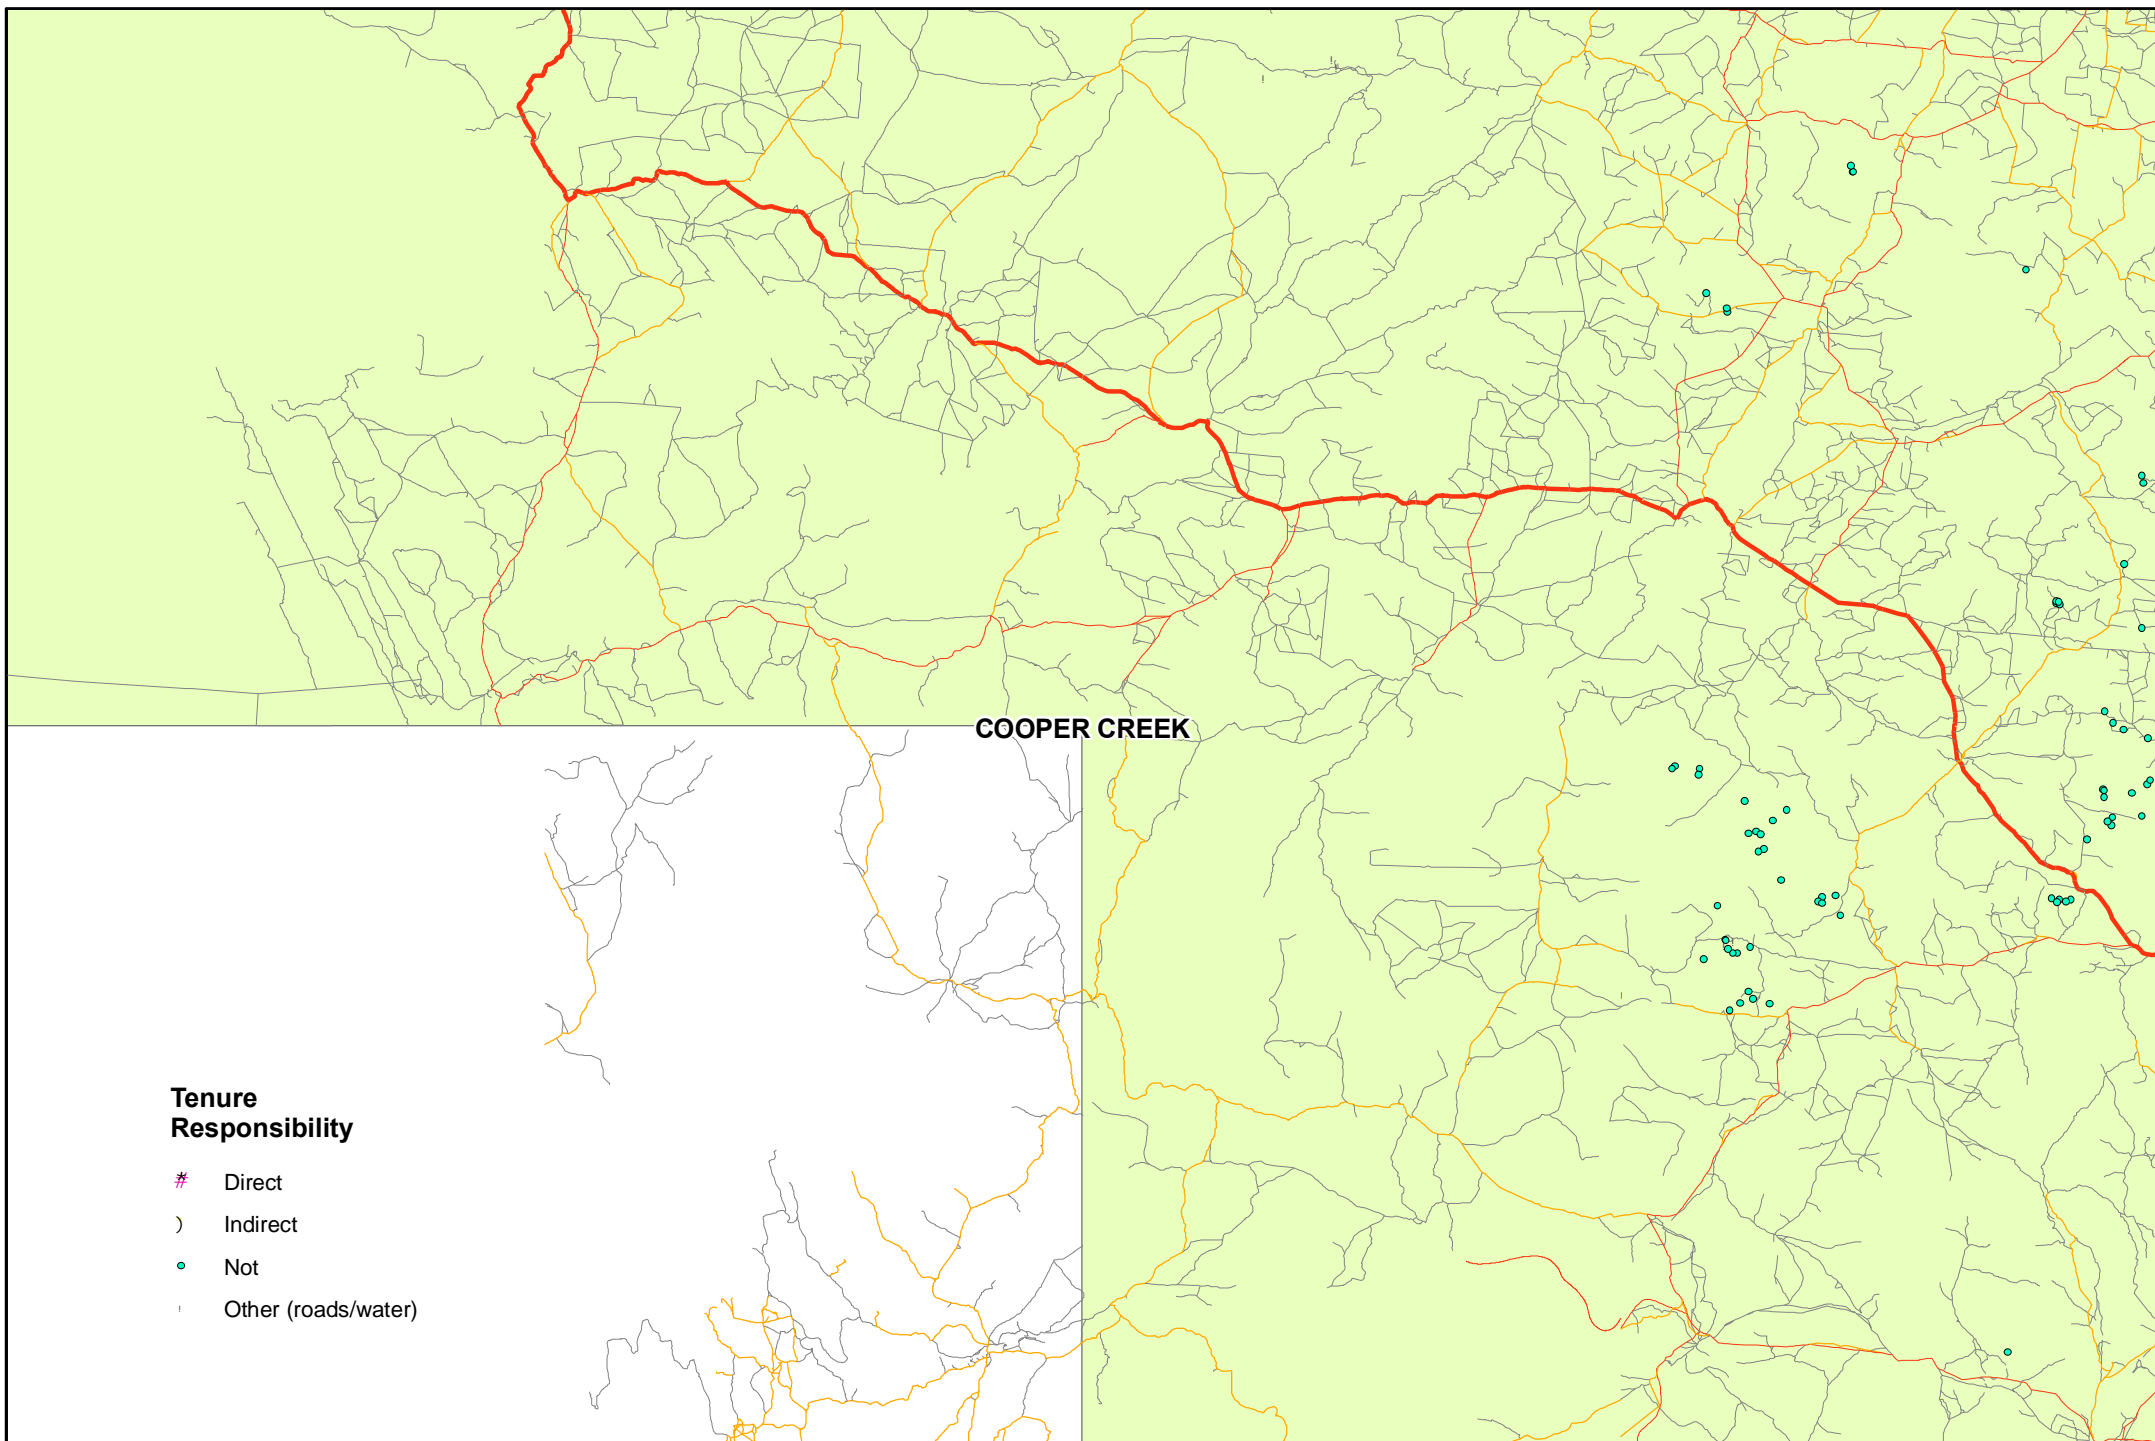 COOPER CREEK
Tenure
Responsibility
Direct
Indirect
Not
Other (roads/water)